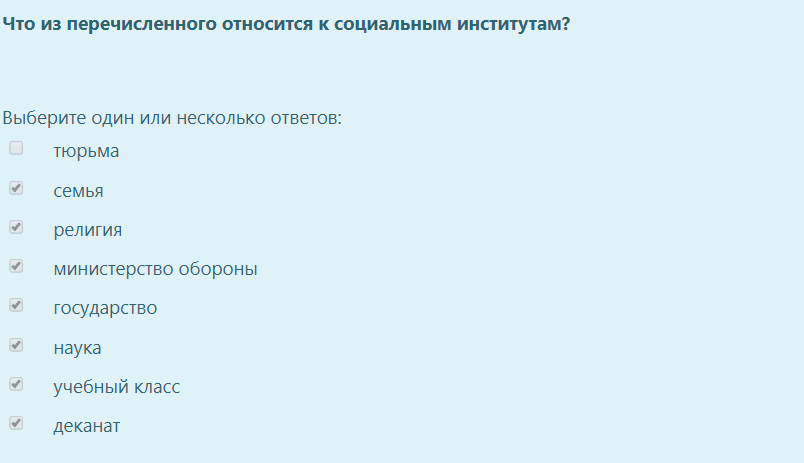 Что из перечисленного относится к социальным институтам?
Выберите один или несколько ответов:
тюрьма
семья
религия
министерство обороны
государство
наука
учебный класс
деканат